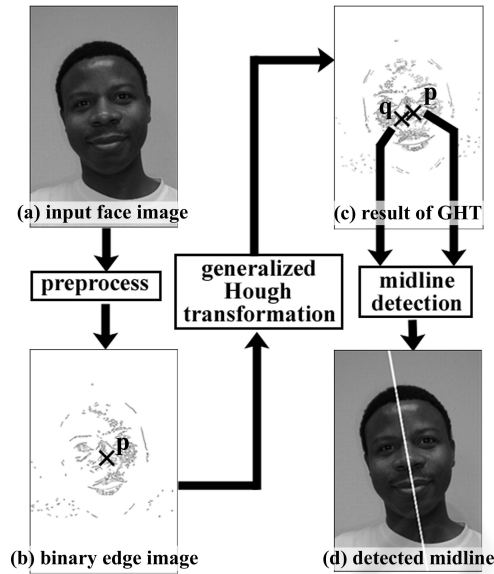 (a) input face image
preprocess
p
(b) binary edge image
generalized
Hough
transformation
q
p
(c) result of GHT
midline
detection
(d) detected midline